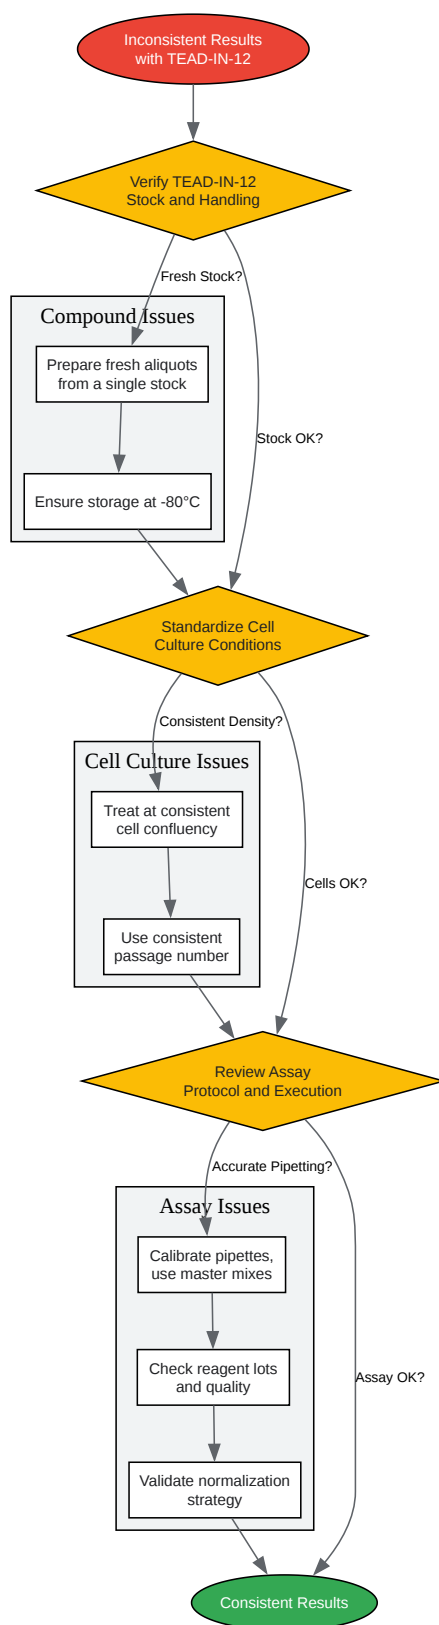 Inconsistent Results
with TEAD-IN-12
Verify TEAD-IN-12
Stock and Handling
Fresh Stock?
Compound Issues
Prepare fresh aliquots
from a single stock
Stock OK?
Ensure storage at -80°C
Standardize Cell
Culture Conditions
Consistent Density?
Cell Culture Issues
Treat at consistent
cell confluency
Cells OK?
Use consistent
passage number
Review Assay
Protocol and Execution
Accurate Pipetting?
Assay Issues
Calibrate pipettes,
use master mixes
Check reagent lots
and quality
Assay OK?
Validate normalization
strategy
Consistent Results